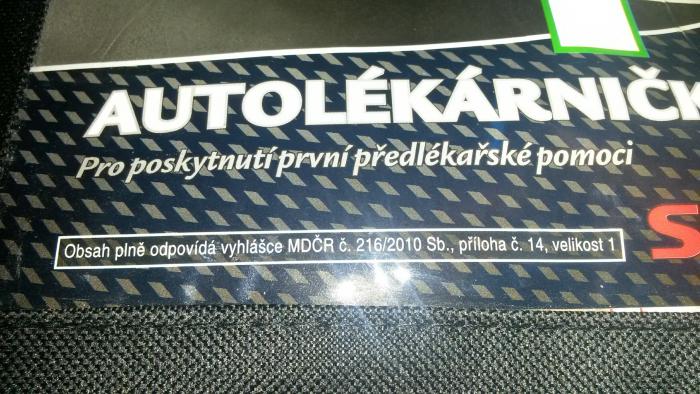 AUTOLÉKÁRNIČK
Pro poskytnutí první předlékařské pomoci
Obsah plně odpovídá vyhlášce MDČR č. 216/2010 Sb., příloha č. 14, velikost 1
S